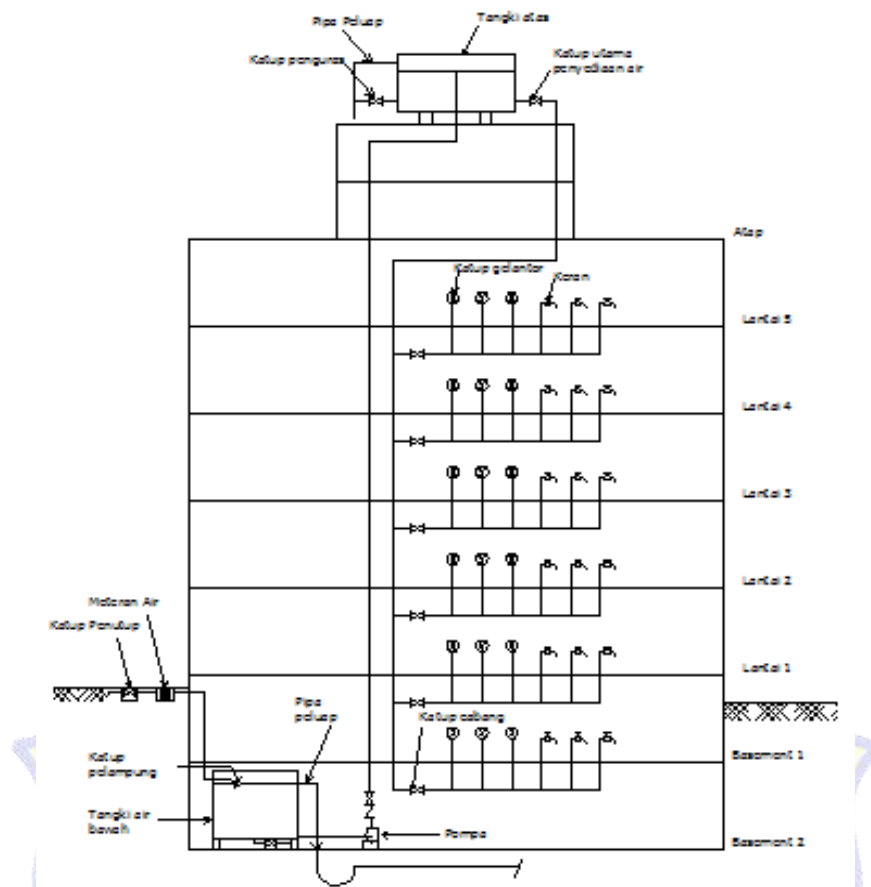 Pipa Peluap
Tangki atas
Katup penguras
Katup utama
penyediaan air
Atap
Katup gelontor
Keran
Lantai 5
Lantai 4
Lantai 3
Lantai 2
Meteran Air
Katup Penutup
Lantai 1
Pipa
peluap
Katup cabang
Katup
pelampung
Basement 1
Tangki air
bawah
Pompa
Basement 2